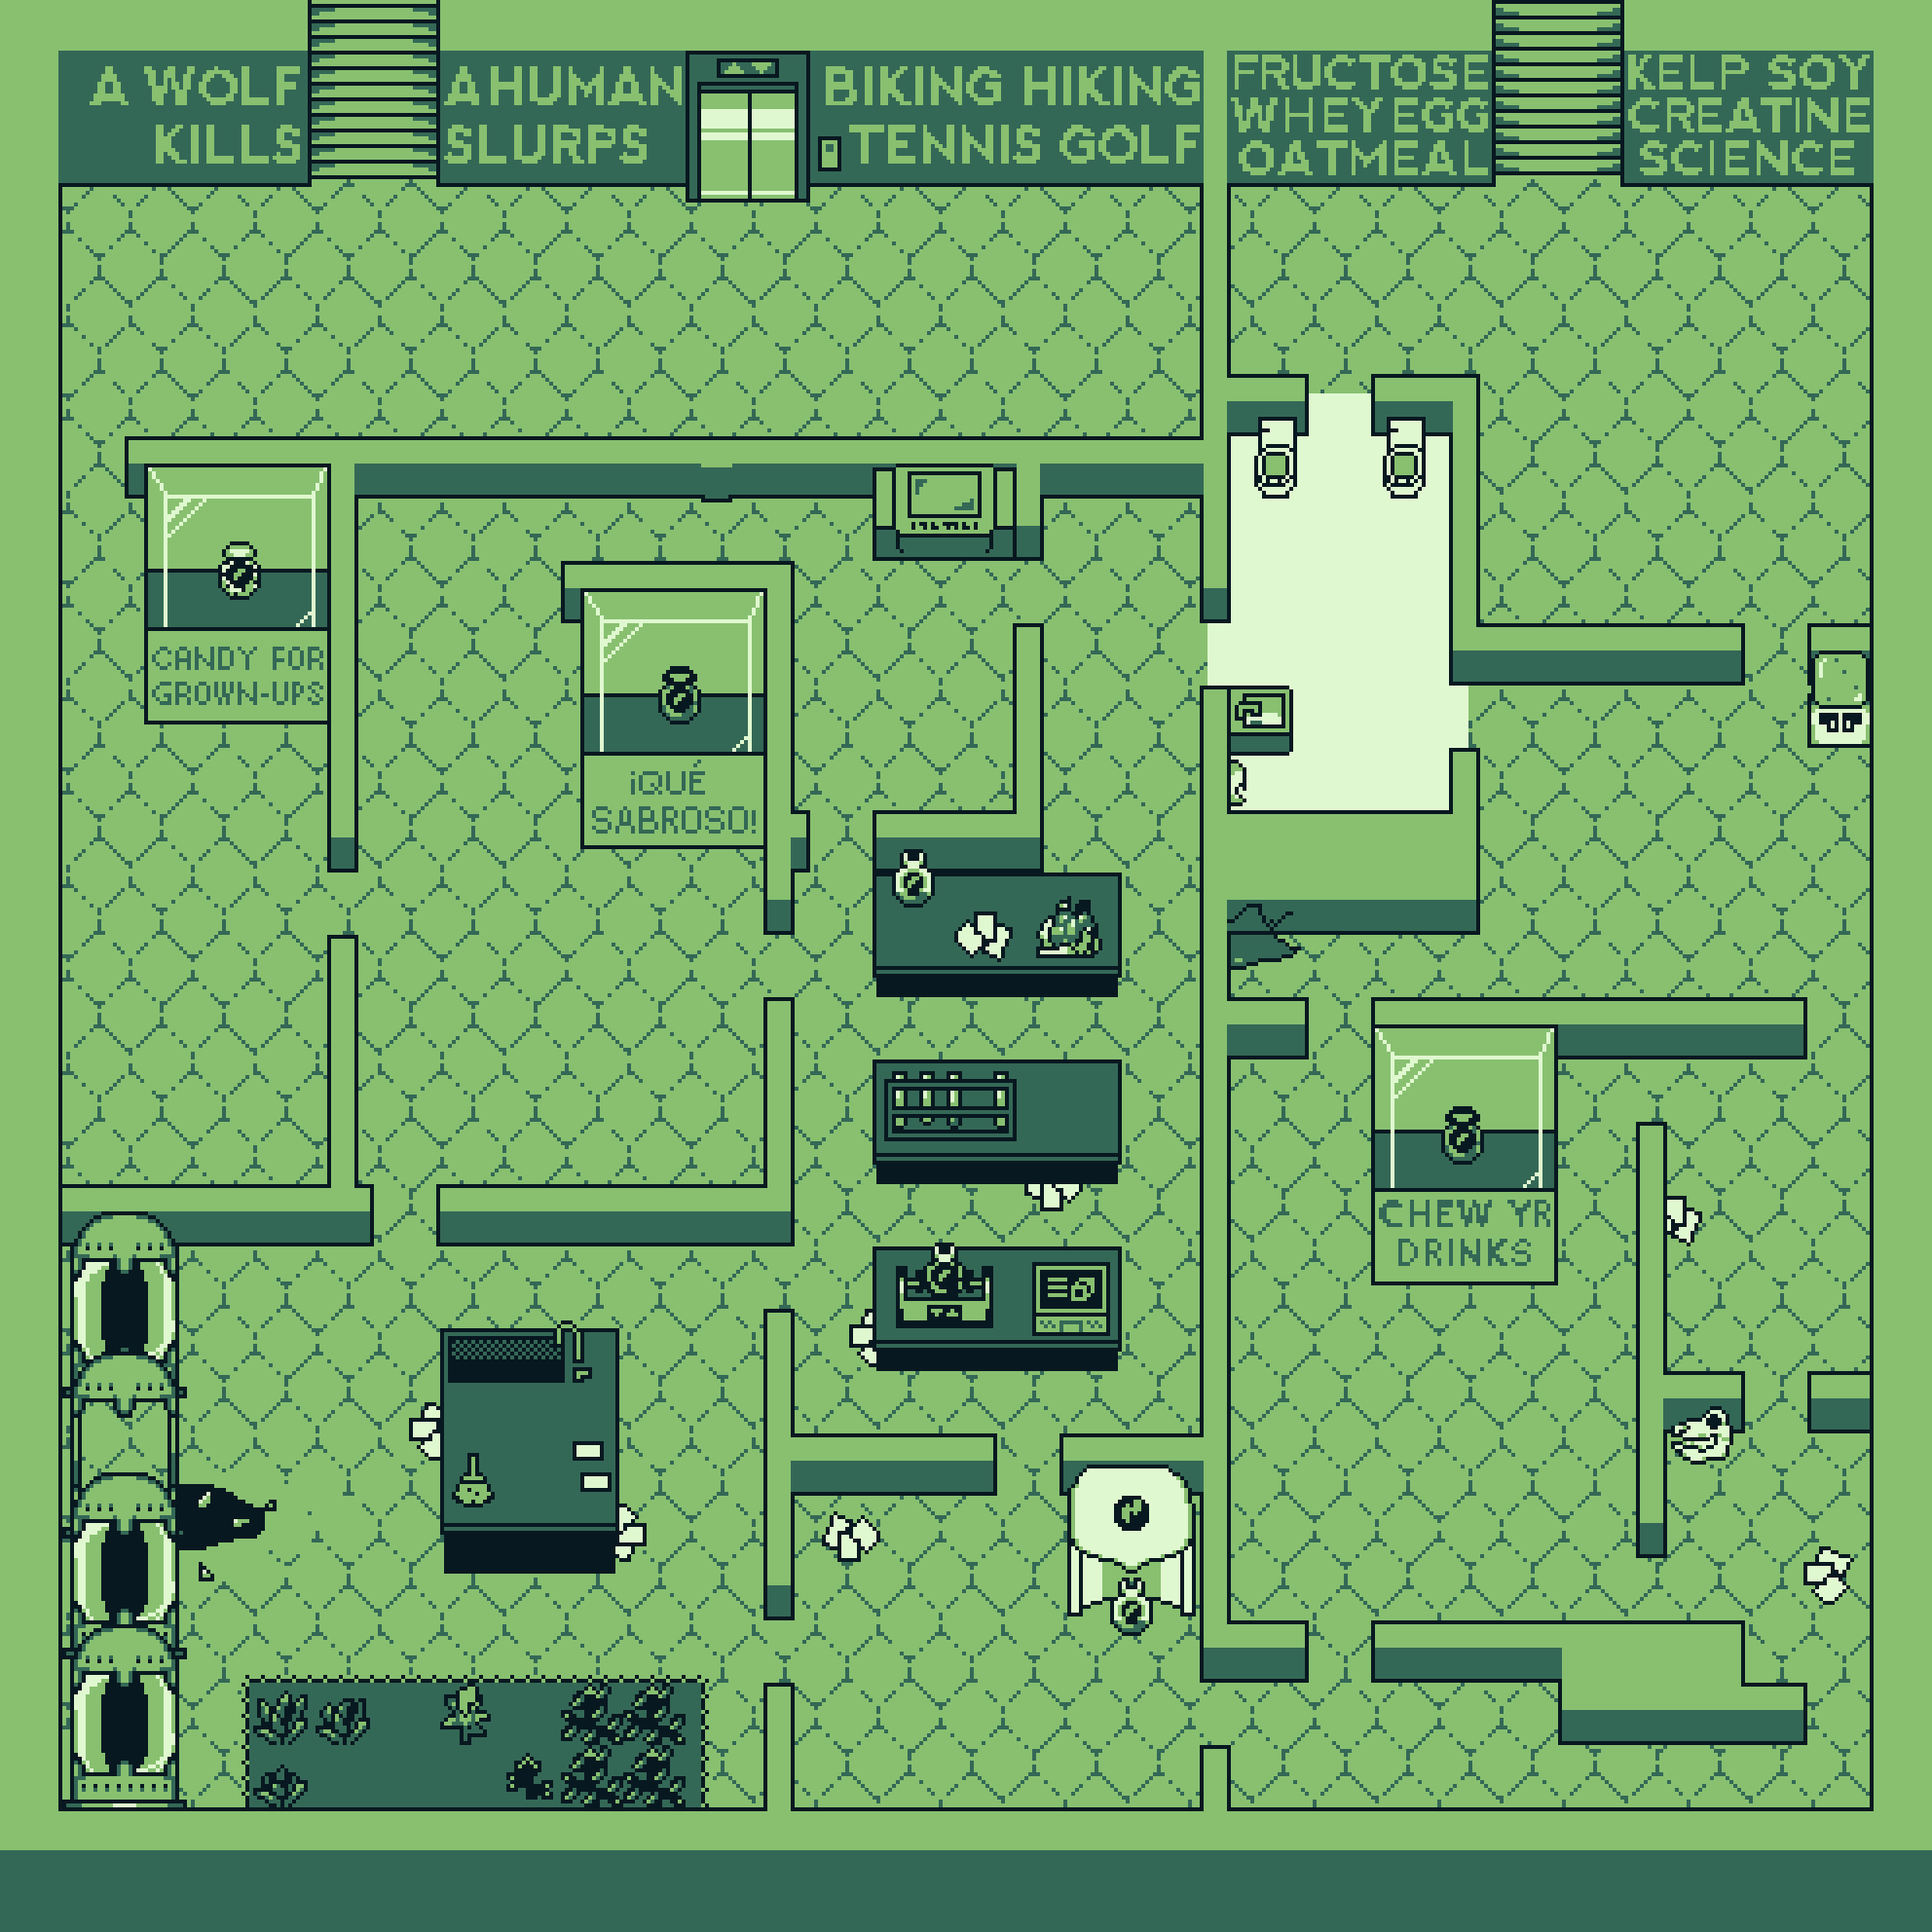 A WOLF
KILLS
A HUMAN
SLURPS
BIKING HIKING
TENNIS GOLF
FRUCTOSE
WHEY EGG
OATMEAL
KELP SOY
CREATINE
SCIENCE
CANDY FOR
GROWN-UPS
¡QUÉ
SABROSO!
CHEW YR
DRINKS